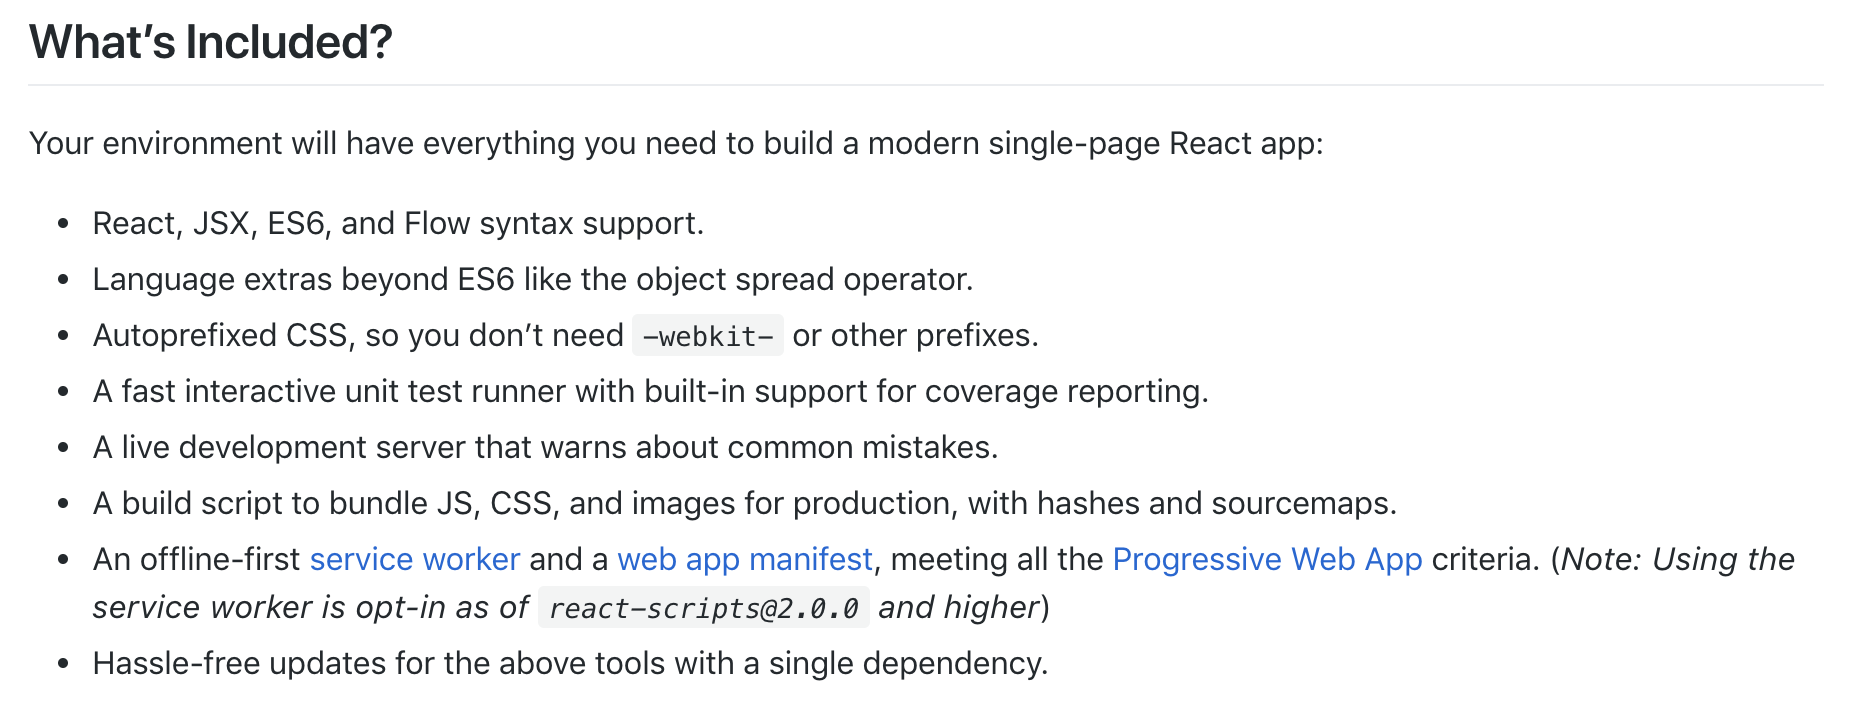 What’s Included?
Your environment will have everything you need to build a modern single-page React app:
• React, JSX, ES6, and Flow syntax support.
• Language extras beyond ES6 like the object spread operator.
• Autoprefixed CSS, so you don’t need -webkit- or other prefixes.
• A fast interactive unit test runner with built-in support for coverage reporting.
• A live development server that warns about common mistakes.
• A build script to bundle JS, CSS, and images for production, with hashes and sourcemaps.
• An offline-first service worker and a web app manifest, meeting all the Progressive Web App criteria. (Note: Using the
service worker is opt-in as of react-scripts@2.0.0 and higher)
• Hassle-free updates for the above tools with a single dependency.